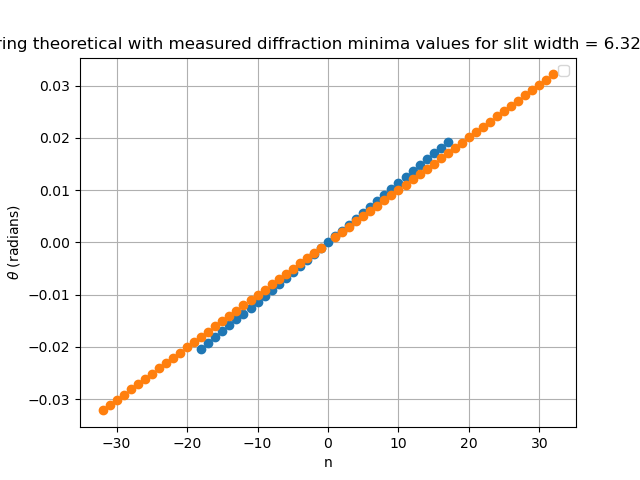 ring theoretical with measured diffraction minima values for slit width = 6.32
0.03
0.02
0.01
0.00
−0.01
−0.02
−0.03
θ (radians)
−30 −20 −10 0 10 20 30
n